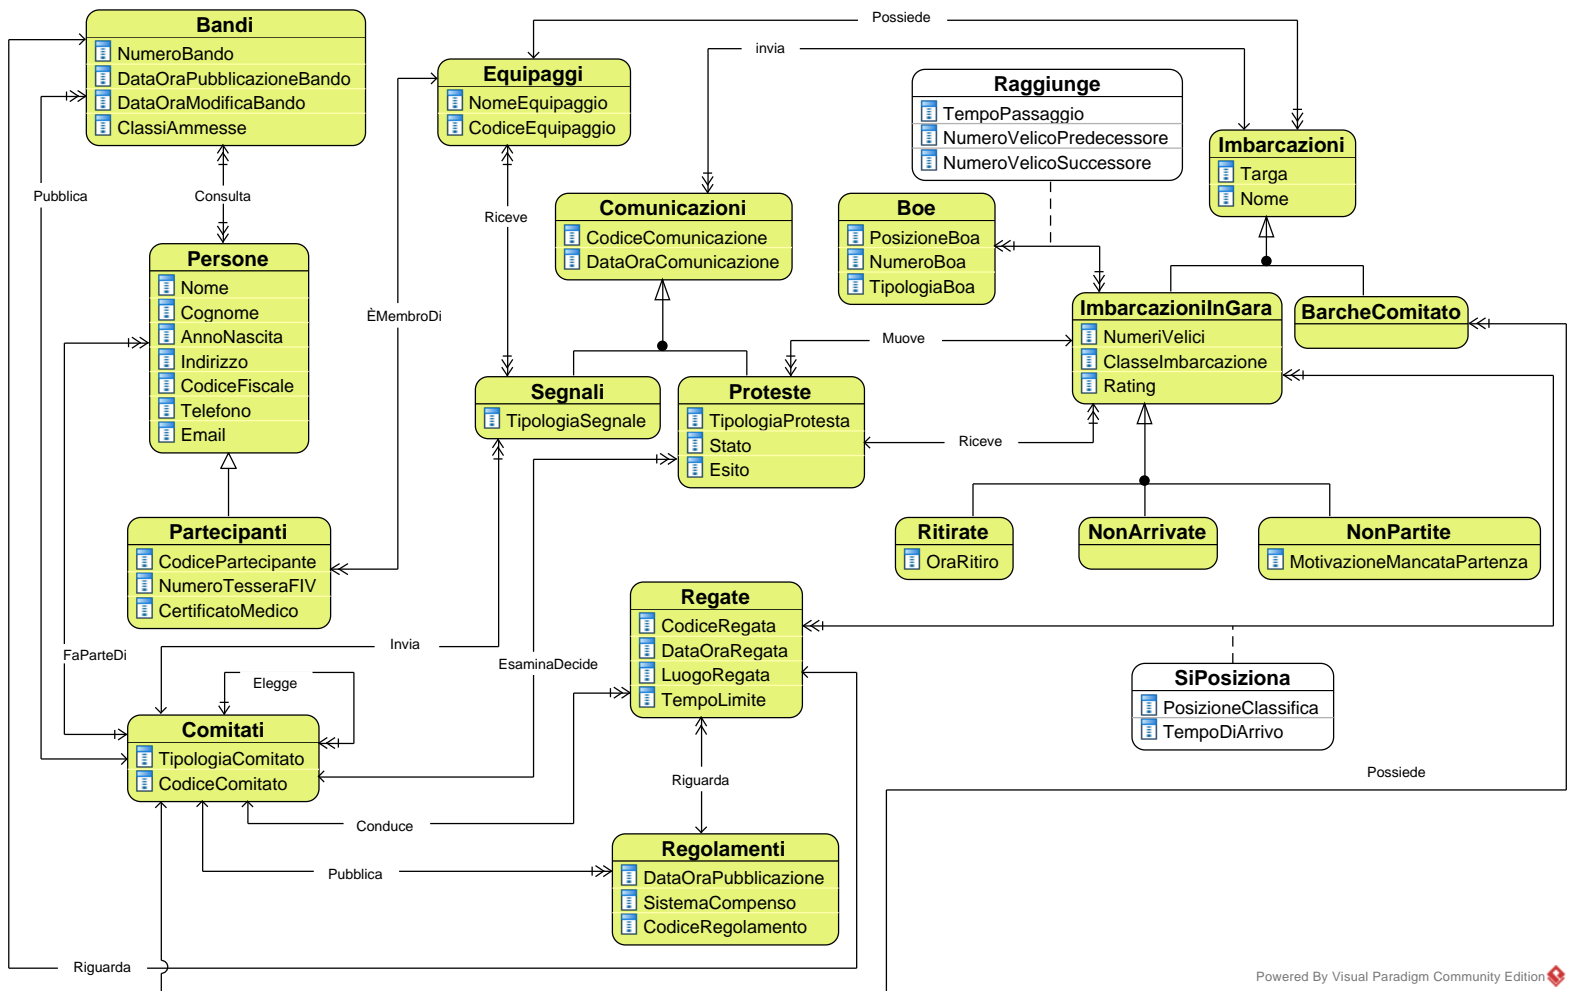 Bandi
NumeroBando
DataOraPubblicazioneBando
DataOraModificaBando
ClassiAmmesse
Equipaggi
NomeEquipaggio
CodiceEquipaggio
Possiede
invia
Raggiunge
TempoPassaggio
NumeroVelicoPredecessore
NumeroVelicoSuccessore
Imbarcazioni
Targa
Nome
Pubblica
Consulta
Riceve
Comunicazioni
CodiceComunicazione
DataOraComunicazione
Boe
PosizioneBoa
NumeroBoa
TipologiaBoa
Persone
Nome
Cognome
AnnoNascita
Indirizzo
CodiceFiscale
Telefono
Email
ÈMembroDi
ImbarcazioniInGara
NumeriVelici
ClasseImbarcazione
Rating
BarcheComitato
Muove
Segnali
TipologiaSegnale
Proteste
TipologiaProtesta
Stato
Esito
Riceve
Partecipanti
CodicePartecipante
NumeroTesseraFIV
CertificatoMedico
Ritirate
OraRitiro
NonArrivate
NonPartite
MotivazioneMancataPartenza
Regate
CodiceRegata
DataOraRegata
LuogoRegata
TempoLimite
FaParteDi
Invia
EsaminaDecide
Elegge
SiPosiziona
PosizioneClassifica
TempoDiArrivo
Comitati
TipologiaComitato
CodiceComitato
Riguarda
Possiede
Conduce
Regolamenti
DataOraPubblicazione
SistemaCompenso
CodiceRegolamento
Pubblica
Riguarda
Powered By Visual Paradigm Community Edition